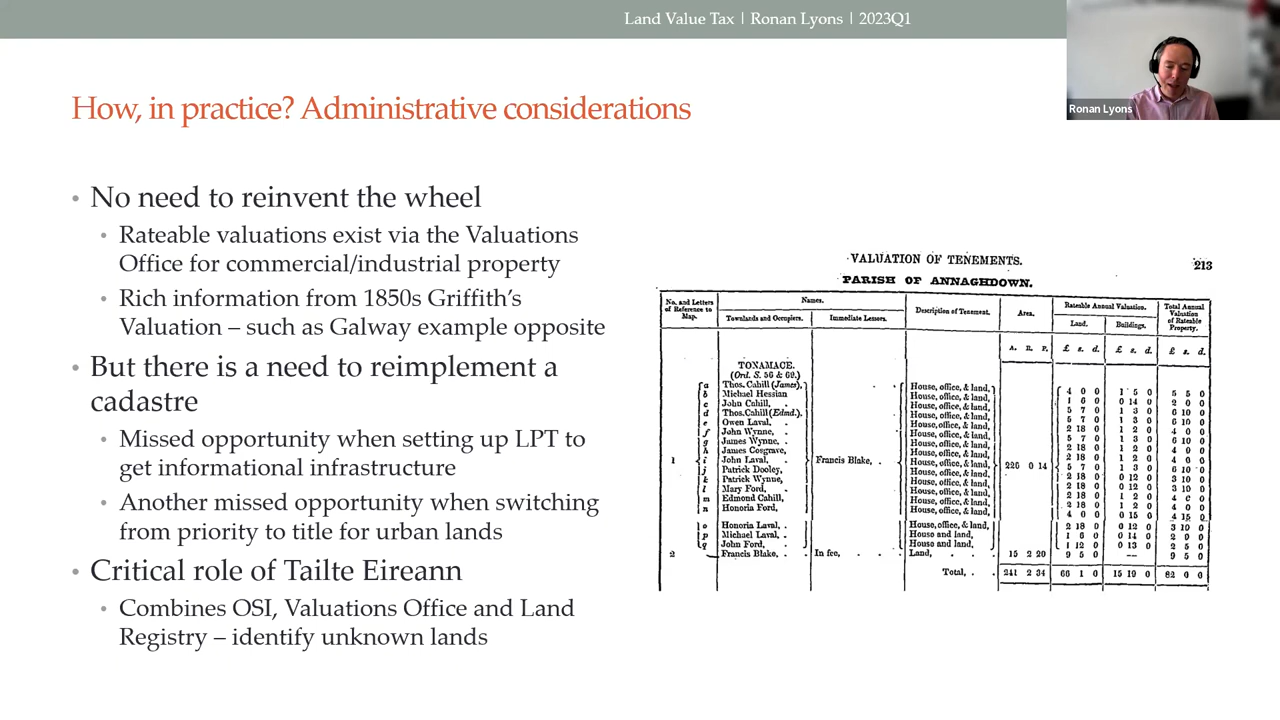 Land Value Tax | Ronan Lyons | 2023Q1
Ronan Lyons
How, in practice? Administrative considerations
• No need to reinvent the wheel
• Rateable valuations exist via the Valuations
Office for commercial/industrial property
• Rich information from 1850s Griffith's
Valuation – such as Galway example opposite
• But there is a need to reimplement a
cadastre
• Missed opportunity when setting up LPT to
get informational infrastructure
• Another missed opportunity when switching
from priority to title for urban lands
• Critical role of Tailte Eireann
• Combines OSI, Valuations Office and Land
Registry – identify unknown lands
VALUATION OF TENEMENTS.
213
PARISH OF ANNAGHDOWN.
No. and Letters of Reference to Map.
Names.
Townlands and Occupiers.
Immediate Lessors.
Description of Tenement.
Area.
Rateable Annual Valuation.
Land.
Buildings.
Total Annual Valuation of Rateable Property.
A. R. P. £ s. d. £ s. d. £ s. d.
TONAMACE.
(Ord. S. 56 & 69.)
a Thos. Cahill (James), House, office, & land, 4 0 0 1 5 0 5 5 0
b Michael Hessian House, office, & land, 1 6 0 0 14 0 2 0 0
c John Cahill, House, office, & land, 5 7 0 1 3 0 6 10 0
d Thos. Cahill (Edmd.) House, office, & land, 5 7 0 1 3 0 6 10 0
e Owen Laval, House, office, & land, 2 18 0 1 2 0 4 0 0
f John Wynne, House, office, & land, 5 7 0 1 3 0 6 10 0
g James Wynne, House, office, & land, 2 18 0 1 2 0 4 0 0
h James Cosgrave, House, office, & land, 2 18 0 1 2 0 4 0 0
1 i John Laval, Francis Blake, House, office, & land, 226 0 14 5 7 0 1 3 0 6 10 0
j Patrick Dooley, House, office, & land, 2 18 0 0 12 0 3 10 0
k Patrick Wynne, House, office, & land, 2 18 0 0 12 0 3 10 0
l Mary Ford, House, office, & land, 2 18 0 1 2 0 4 0 0
m Edmond Cahill, House, office, & land, 2 18 0 1 2 0 4 0 0
n Honoria Ford, House, office, & land, 4 0 0 0 15 0 4 15 0
o Honoria Laval, House, office, & land, 2 18 0 0 12 0 3 10 0
p Michael Laval, House and land, 1 6 0 0 14 0 2 0 0
q John Ford, House and land, 1 12 0 0 13 0 2 5 0
2 Francis Blake, In fee, Land, 15 2 20 9 5 0 — 9 5 0
Total, 241 2 34 66 1 0 15 19 0 82 0 0